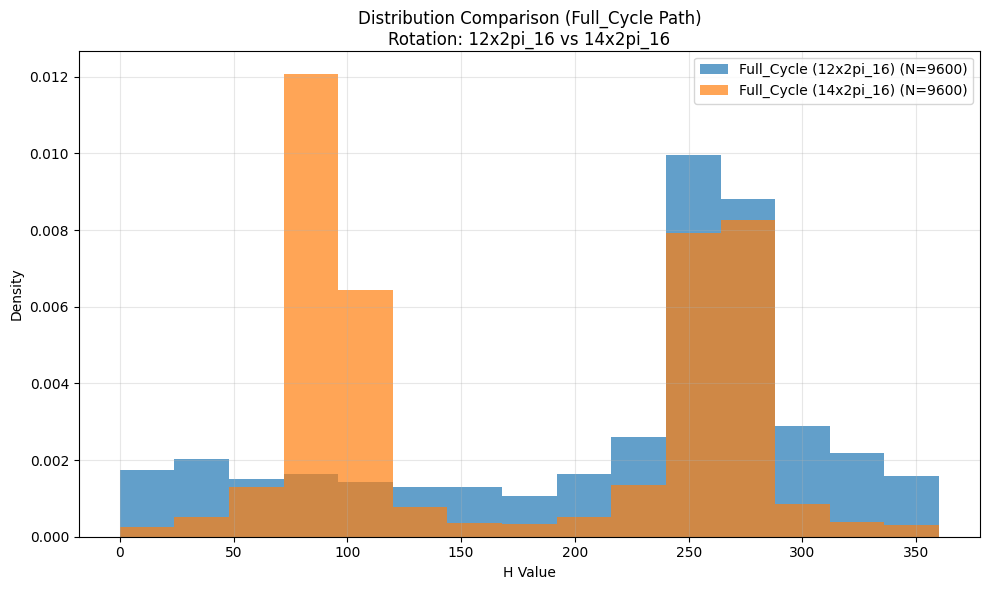 Distribution Comparison (Full_Cycle Path)
Rotation: 12x2pi_16 vs 14x2pi_16
Full_Cycle (12x2pi_16) (N=9600)
Full_Cycle (14x2pi_16) (N=9600)
Density
0.012
0.010
0.008
0.006
0.004
0.002
0.000
0 50 100 150 200 250 300 350
H Value